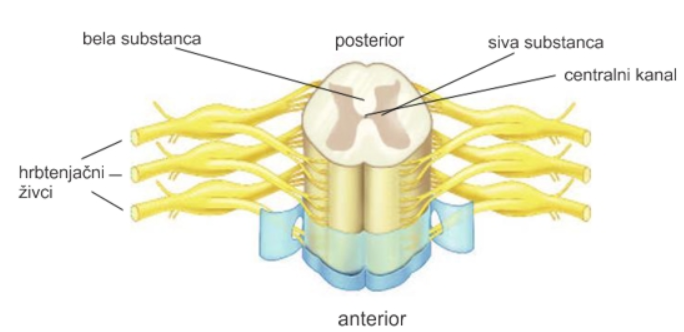 bela substanca
posterior
siva substanca
centralni kanal
hrbtenjačni
živci
anterior